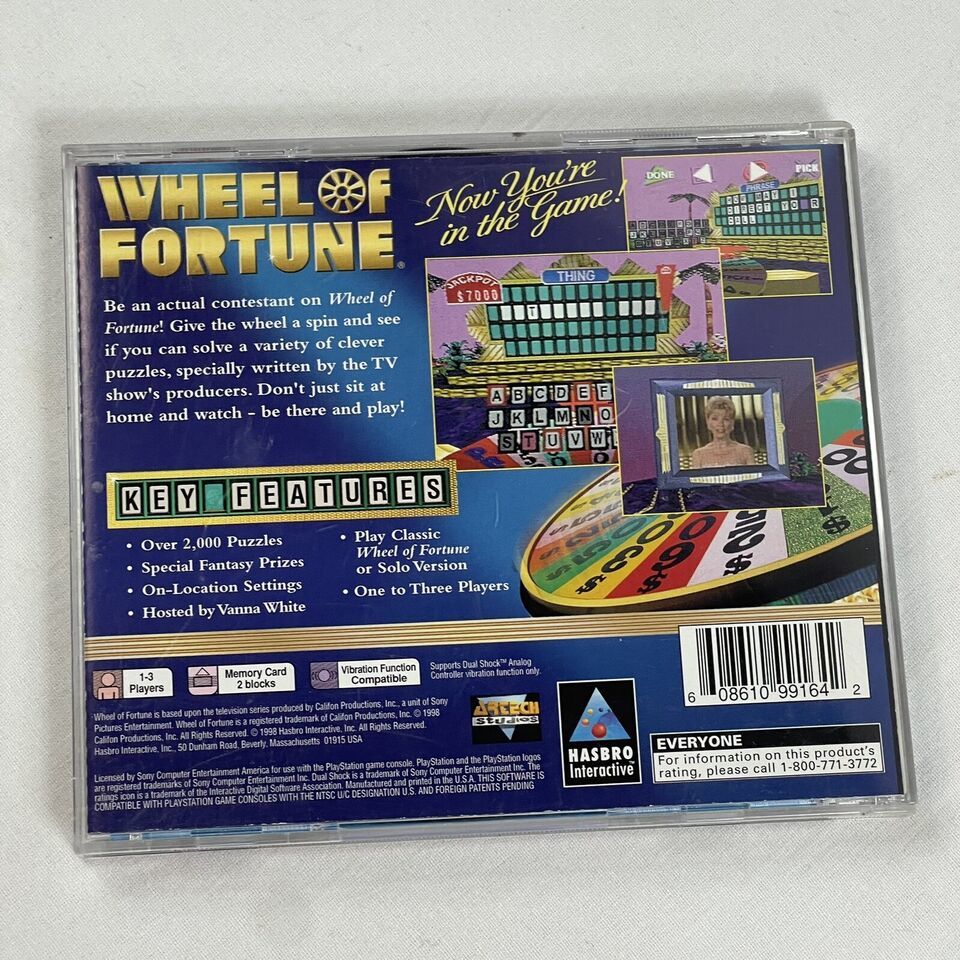 WHEEL OF
FORTUNE®
Now You're
in the Game!
Be an actual contestant on Wheel of
Fortune! Give the wheel a spin and see
if you can solve a variety of clever
puzzles, specially written by the TV
show's producers. Don't just sit at
home and watch - be there and play!
DONE
PICK
PHRASE
YOU MAY I
DIRECT YOUR
CALL
JACKPOT
$7000
THING
ABCDEF
JKLMNO
STUVW
KEY FEATURES
• Over 2,000 Puzzles
• Special Fantasy Prizes
• On-Location Settings
• Hosted by Vanna White
• Play Classic
Wheel of Fortune
or Solo Version
• One to Three Players
1-3
Players
Memory Card
2 blocks
Vibration Function
Compatible
Supports Dual Shock™ Analog
Controller vibration function only.
Wheel of Fortune is based upon the television series produced by Califon Productions, Inc., a unit of Sony
Pictures Entertainment. Wheel of Fortune is a registered trademark of Califon Productions, Inc. © 1998
Califon Productions, Inc. All Rights Reserved. © 1998 Hasbro Interactive, Inc. All Rights Reserved.
Hasbro Interactive, Inc., 50 Dunham Road, Beverly, Massachusetts 01915 USA
Licensed by Sony Computer Entertainment America for use with the PlayStation game console. PlayStation and the PlayStation logos
are registered trademarks of Sony Computer Entertainment Inc. Dual Shock is a trademark of Sony Computer Entertainment Inc. The
ratings icon is a trademark of the Interactive Digital Software Association. Manufactured and printed in the U.S.A. THIS SOFTWARE IS
COMPATIBLE WITH PLAYSTATION GAME CONSOLES WITH THE NTSC U/C DESIGNATION U.S. AND FOREIGN PATENTS PENDING
ARTECH
Studios
HASBRO
Interactive™
6 08610 99164 2
EVERYONE
For information on this product's
rating, please call 1-800-771-3772